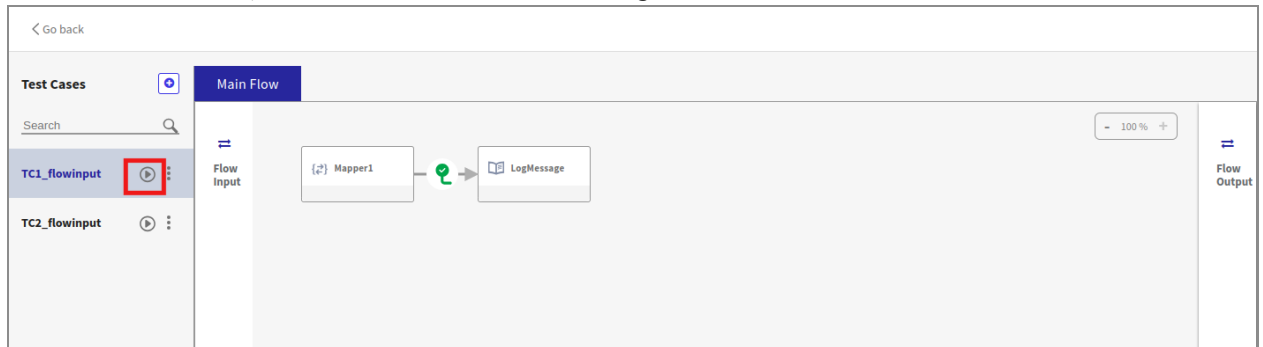 Go back
Test Cases
Main Flow
Search
- 100 % +
TC1_flowinput
Flow
Input
{⇄} Mapper1
LogMessage
Flow
Output
TC2_flowinput